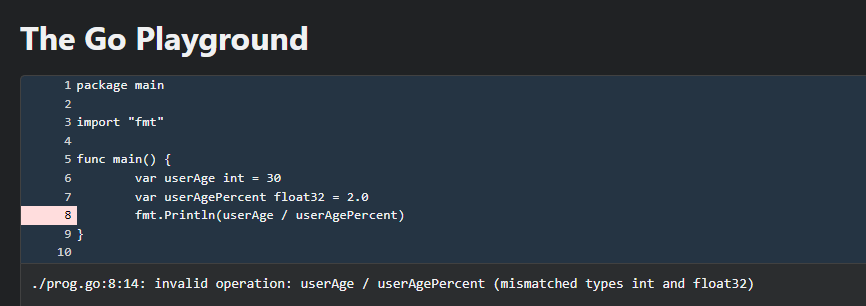 The Go Playground
1 package main
2
3 import "fmt"
4
5 func main() {
6 var userAge int = 30
7 var userAgePercent float32 = 2.0
8 fmt.Println(userAge / userAgePercent)
9 }
10
./prog.go:8:14: invalid operation: userAge / userAgePercent (mismatched types int and float32)